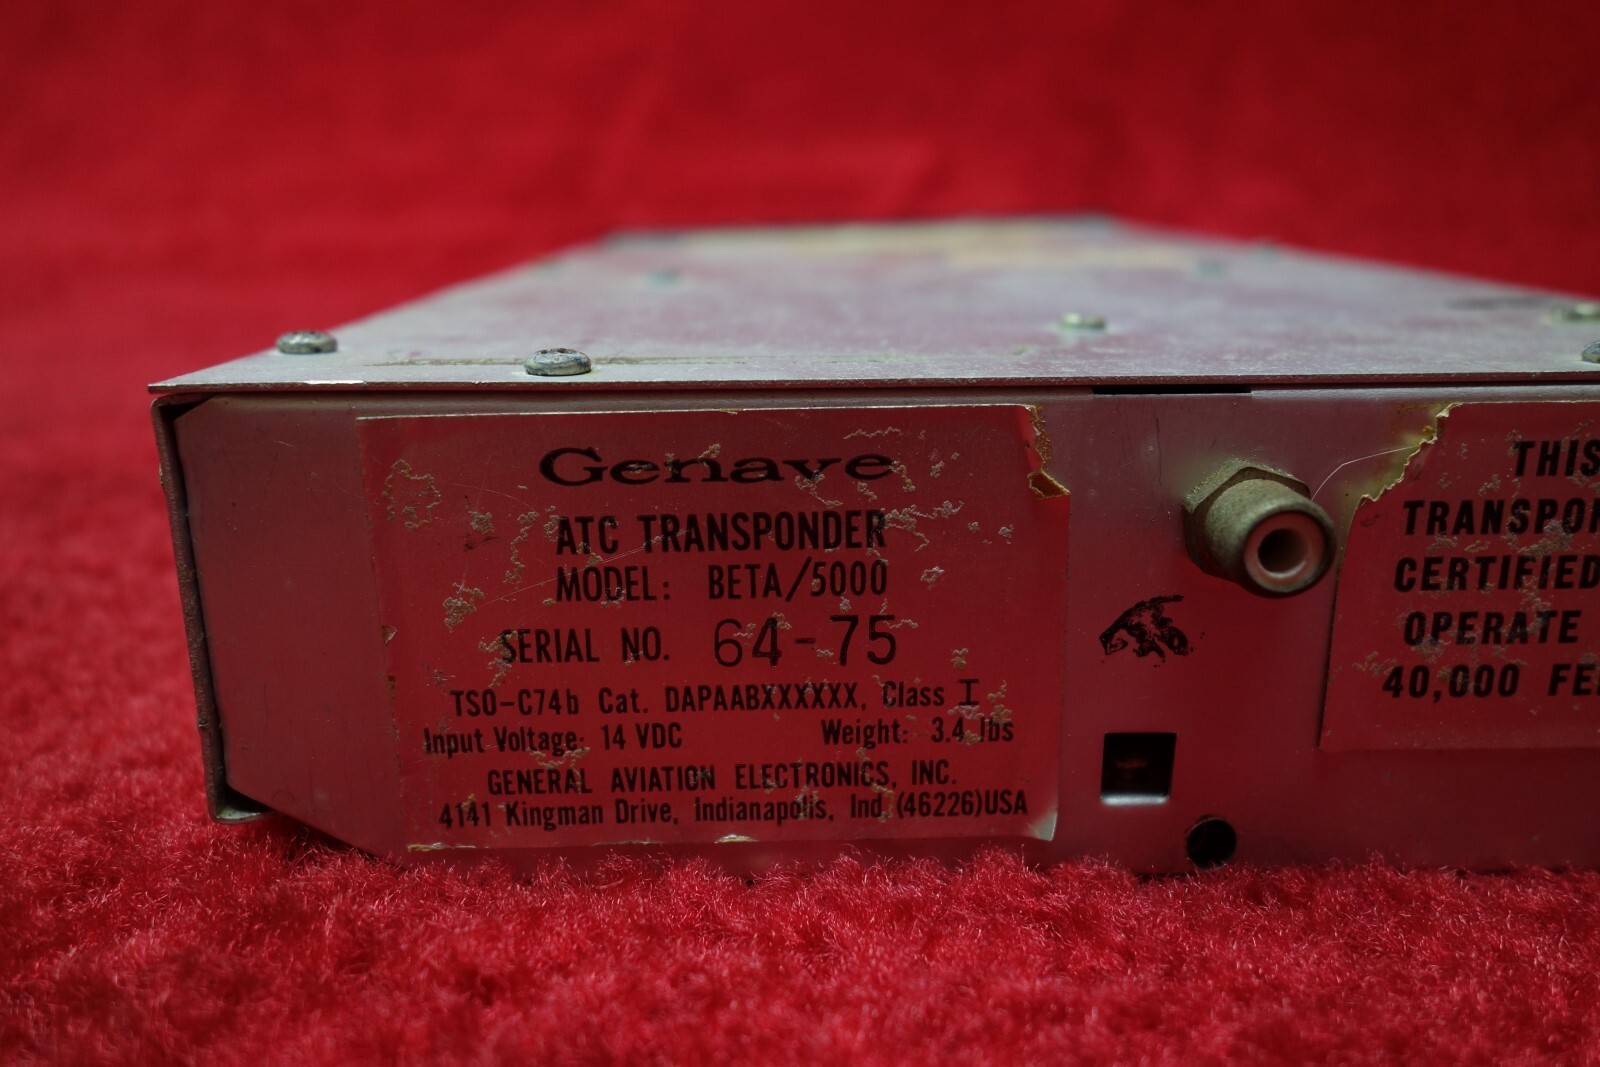 Genave
ATC TRANSPONDER
MODEL: BETA/5000
SERIAL NO. 64-75
TSO-C74b Cat. DAPAABXXXXXX, Class I
Input Voltage: 14 VDC Weight: 3.4 lbs
GENERAL AVIATION ELECTRONICS, INC.
4141 Kingman Drive, Indianapolis, Ind. (46226)USA
THIS
TRANSPON
CERTIFIED
OPERATE
40,000 FE